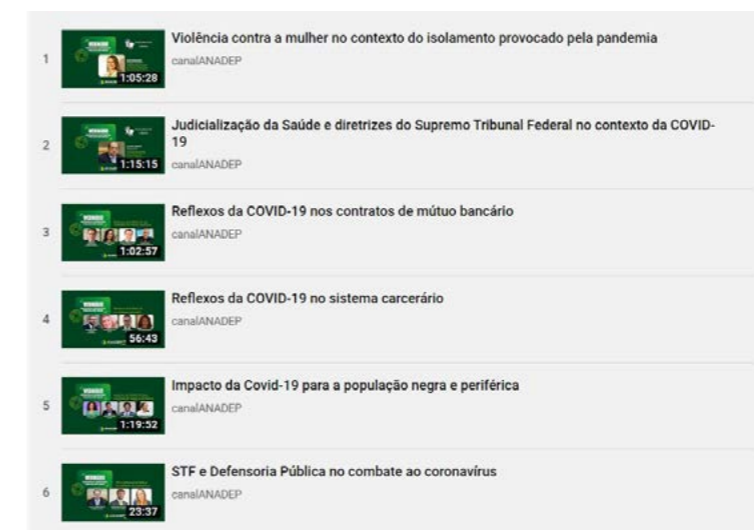 1
Violência contra a mulher no contexto do isolamento provocado pela pandemia
canalANADEP
1:05:28
2
Judicialização da Saúde e diretrizes do Supremo Tribunal Federal no contexto da COVID-
19
canalANADEP
1:15:15
3
Reflexos da COVID-19 nos contratos de mútuo bancário
canalANADEP
1:02:57
4
Reflexos da COVID-19 no sistema carcerário
canalANADEP
56:43
5
Impacto da Covid-19 para a população negra e periférica
canalANADEP
1:19:52
6
STF e Defensoria Pública no combate ao coronavírus
canalANADEP
23:37